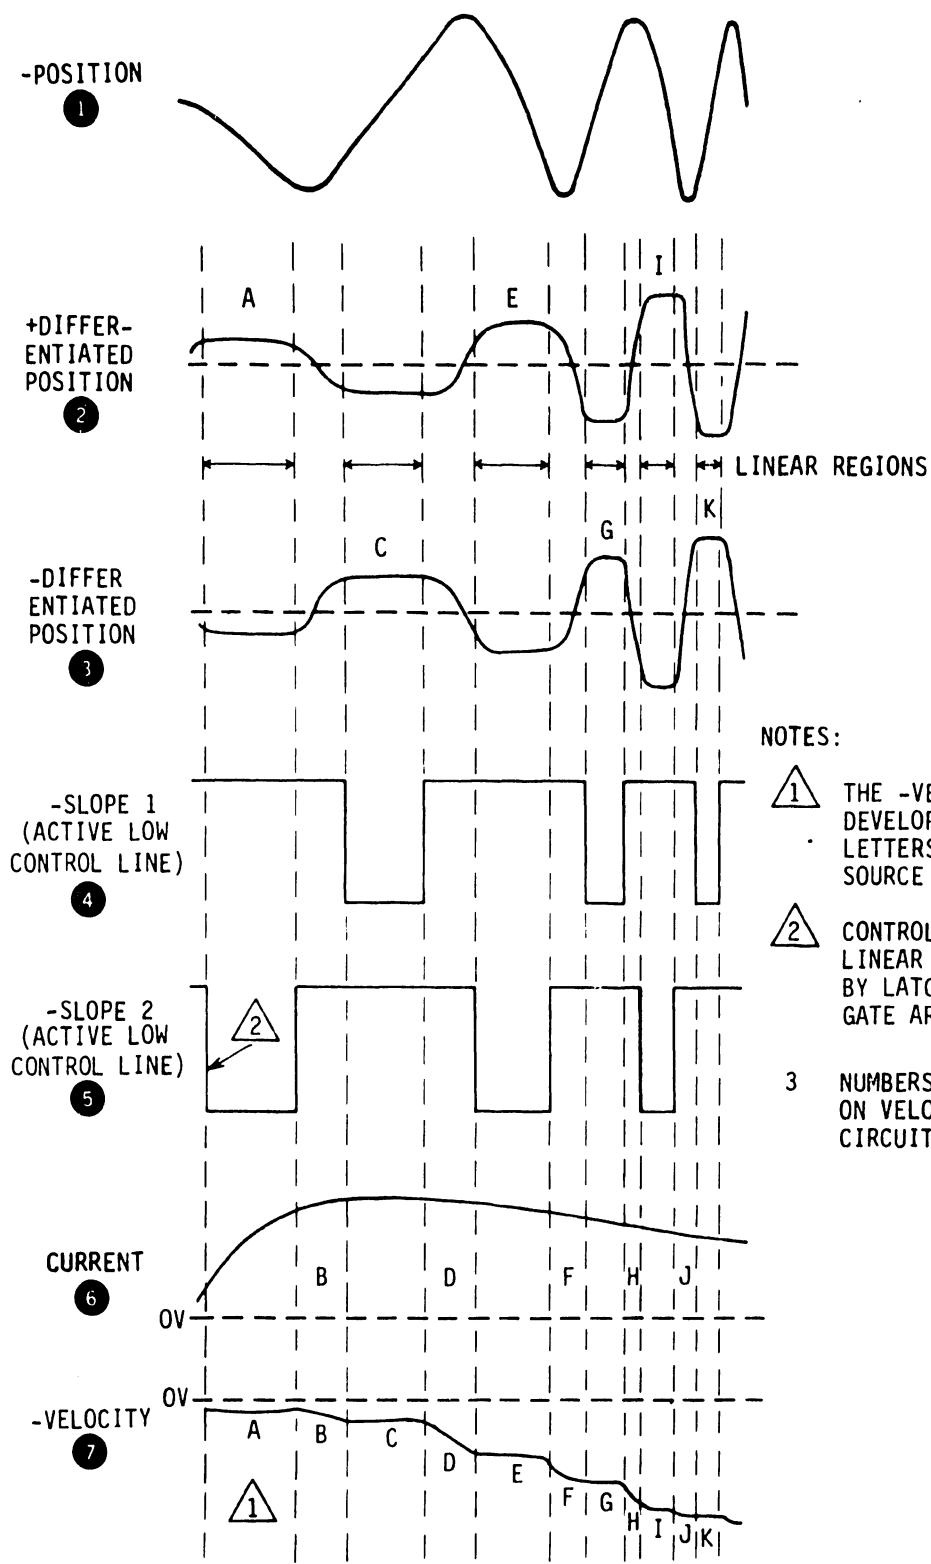 -POSITION
1
A
E
I
+DIFFER-
ENTIATED
POSITION
2
LINEAR REGIONS
C
G
K
-DIFFER
ENTIATED
POSITION
3
-SLOPE 1
(ACTIVE LOW
CONTROL LINE)
4
-SLOPE 2
(ACTIVE LOW
CONTROL LINE)
5
2
NOTES:
1 THE -VE
DEVELOP
LETTERS
SOURCE
2 CONTROL
LINEAR
BY LATC
GATE AR
3 NUMBERS
ON VELO
CIRCUIT
CURRENT
6
B D F H J
0V
0V
-VELOCITY
7
A B C D E F G H I J K
1